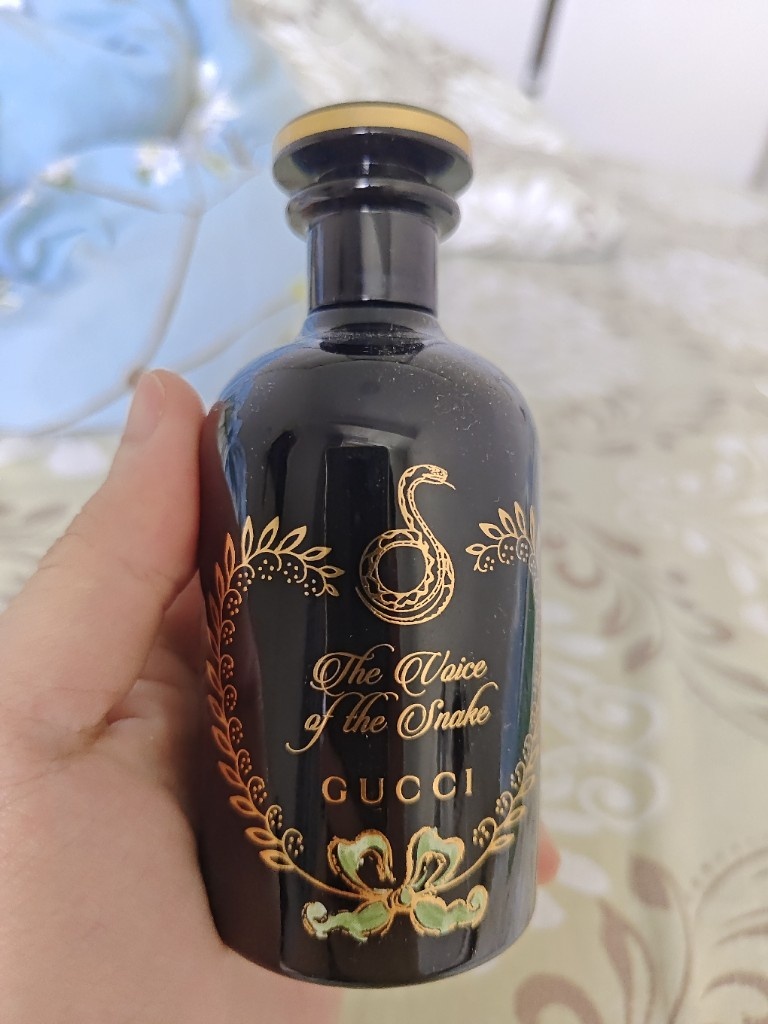 The Voice
of the Snake
GUCCI